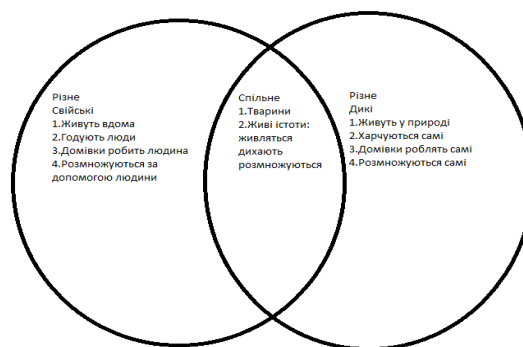 Різне
Свійські
1.Живуть вдома
2.Годують люди
3.Домівки робить людина
4.Розмножуються за
допомогою людини
Спільне
1.Тварини
2.Живі істоти:
живляться
дихають
розмножуються
Різне
Дикі
1.Живуть у природі
2.Харчуються самі
3.Домівки роблять самі
4.Розмножуються самі